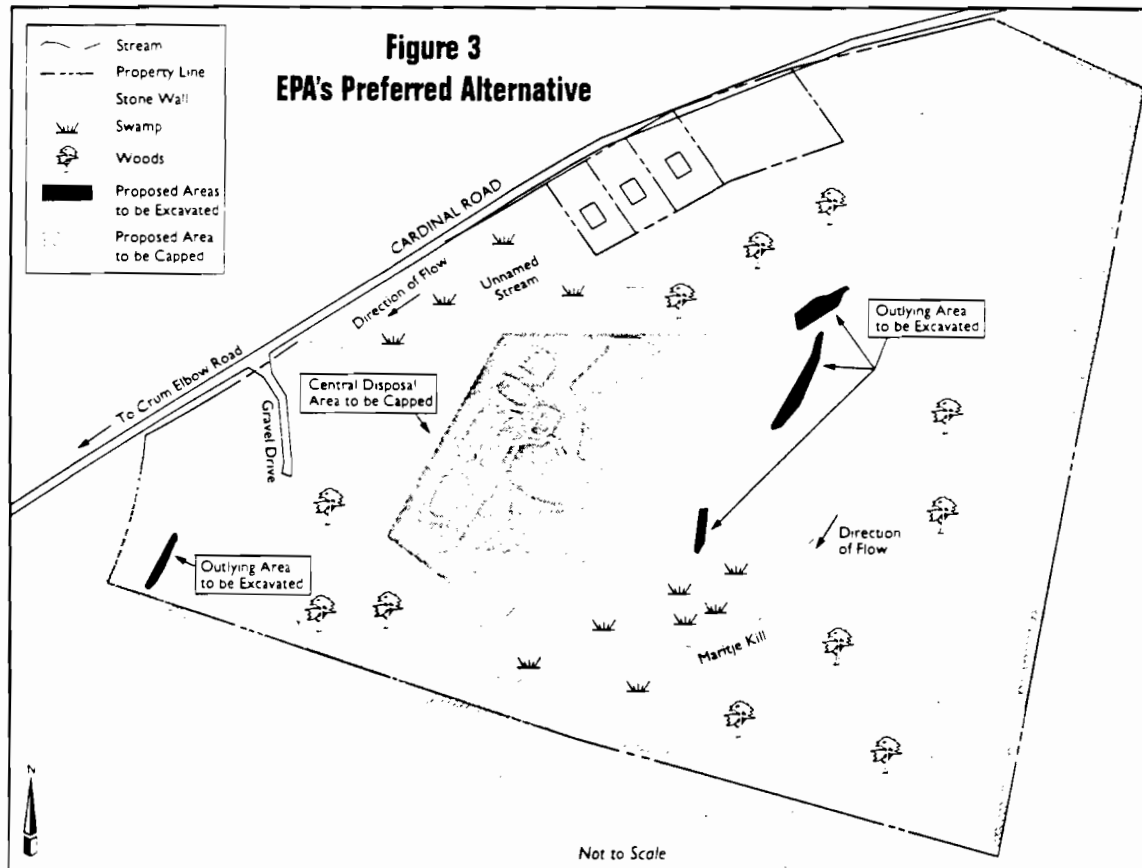 Figure 3
EPA's Preferred Alternative
Stream
Property Line
Stone Wall
Swamp
Woods
Proposed Areas
to be Excavated
Proposed Area
to be Capped
CARDINAL ROAD
Direction of Flow
Unnamed
Stream
To Crum Elbow Road
Gravel Drive
Central Disposal
Area to be Capped
Outlying Area
to be Excavated
Outlying Area
to be Excavated
Direction
of Flow
Maritje Kill
N
Not to Scale